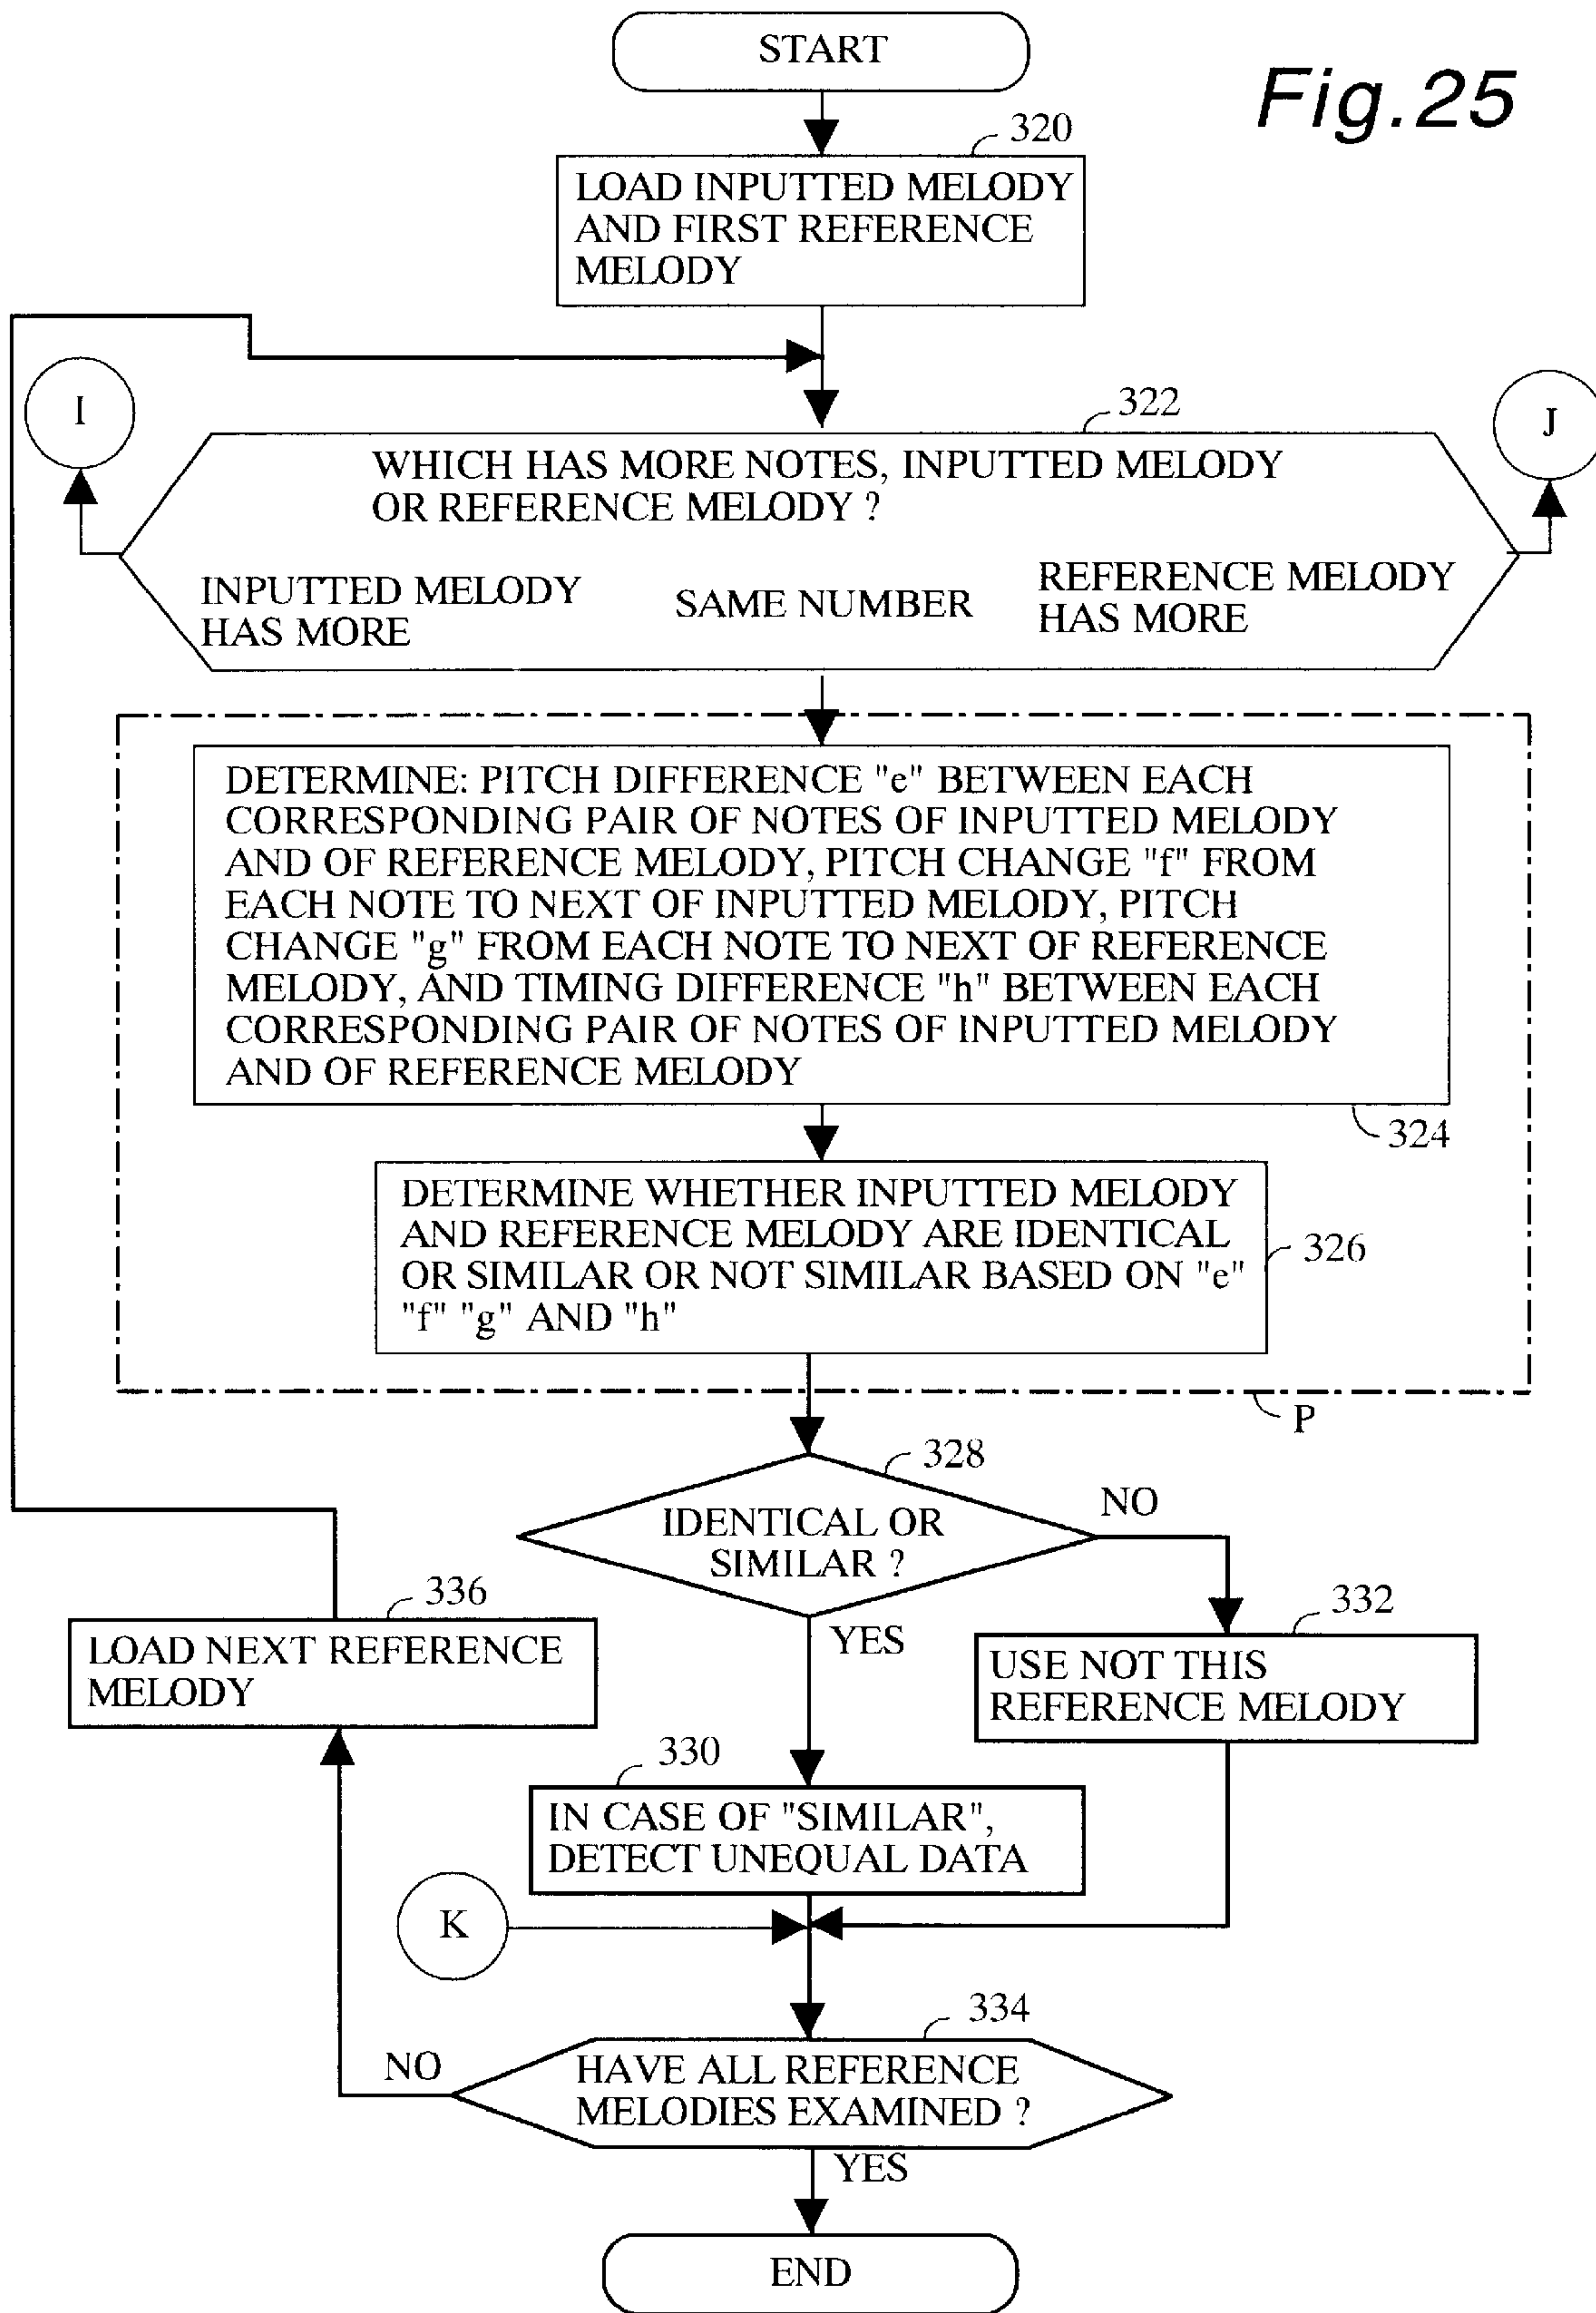 START
Fig.25
320
LOAD INPUTTED MELODY
AND FIRST REFERENCE
MELODY
I
322
J
WHICH HAS MORE NOTES, INPUTTED MELODY
OR REFERENCE MELODY ?
INPUTTED MELODY
HAS MORE
SAME NUMBER
REFERENCE MELODY
HAS MORE
DETERMINE: PITCH DIFFERENCE "e" BETWEEN EACH
CORRESPONDING PAIR OF NOTES OF INPUTTED MELODY
AND OF REFERENCE MELODY, PITCH CHANGE "f" FROM
EACH NOTE TO NEXT OF INPUTTED MELODY, PITCH
CHANGE "g" FROM EACH NOTE TO NEXT OF REFERENCE
MELODY, AND TIMING DIFFERENCE "h" BETWEEN EACH
CORRESPONDING PAIR OF NOTES OF INPUTTED MELODY
AND OF REFERENCE MELODY
324
DETERMINE WHETHER INPUTTED MELODY
AND REFERENCE MELODY ARE IDENTICAL
OR SIMILAR OR NOT SIMILAR BASED ON "e"
"f" "g" AND "h"
326
P
328
IDENTICAL OR
SIMILAR ?
NO
YES
336
LOAD NEXT REFERENCE
MELODY
332
USE NOT THIS
REFERENCE MELODY
330
IN CASE OF "SIMILAR",
DETECT UNEQUAL DATA
K
334
NO
HAVE ALL REFERENCE
MELODIES EXAMINED ?
YES
END